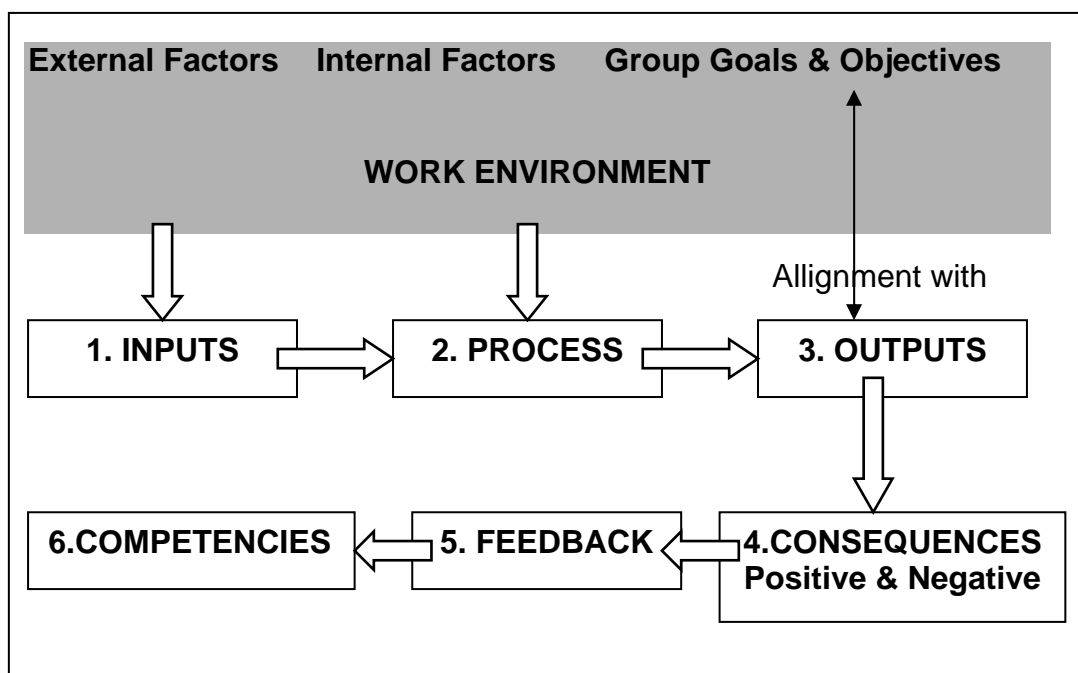 External Factors Internal Factors Group Goals & Objectives
WORK ENVIRONMENT
Allignment with
1. INPUTS 2. PROCESS 3. OUTPUTS
6.COMPETENCIES 5. FEEDBACK 4.CONSEQUENCES
Positive & Negative